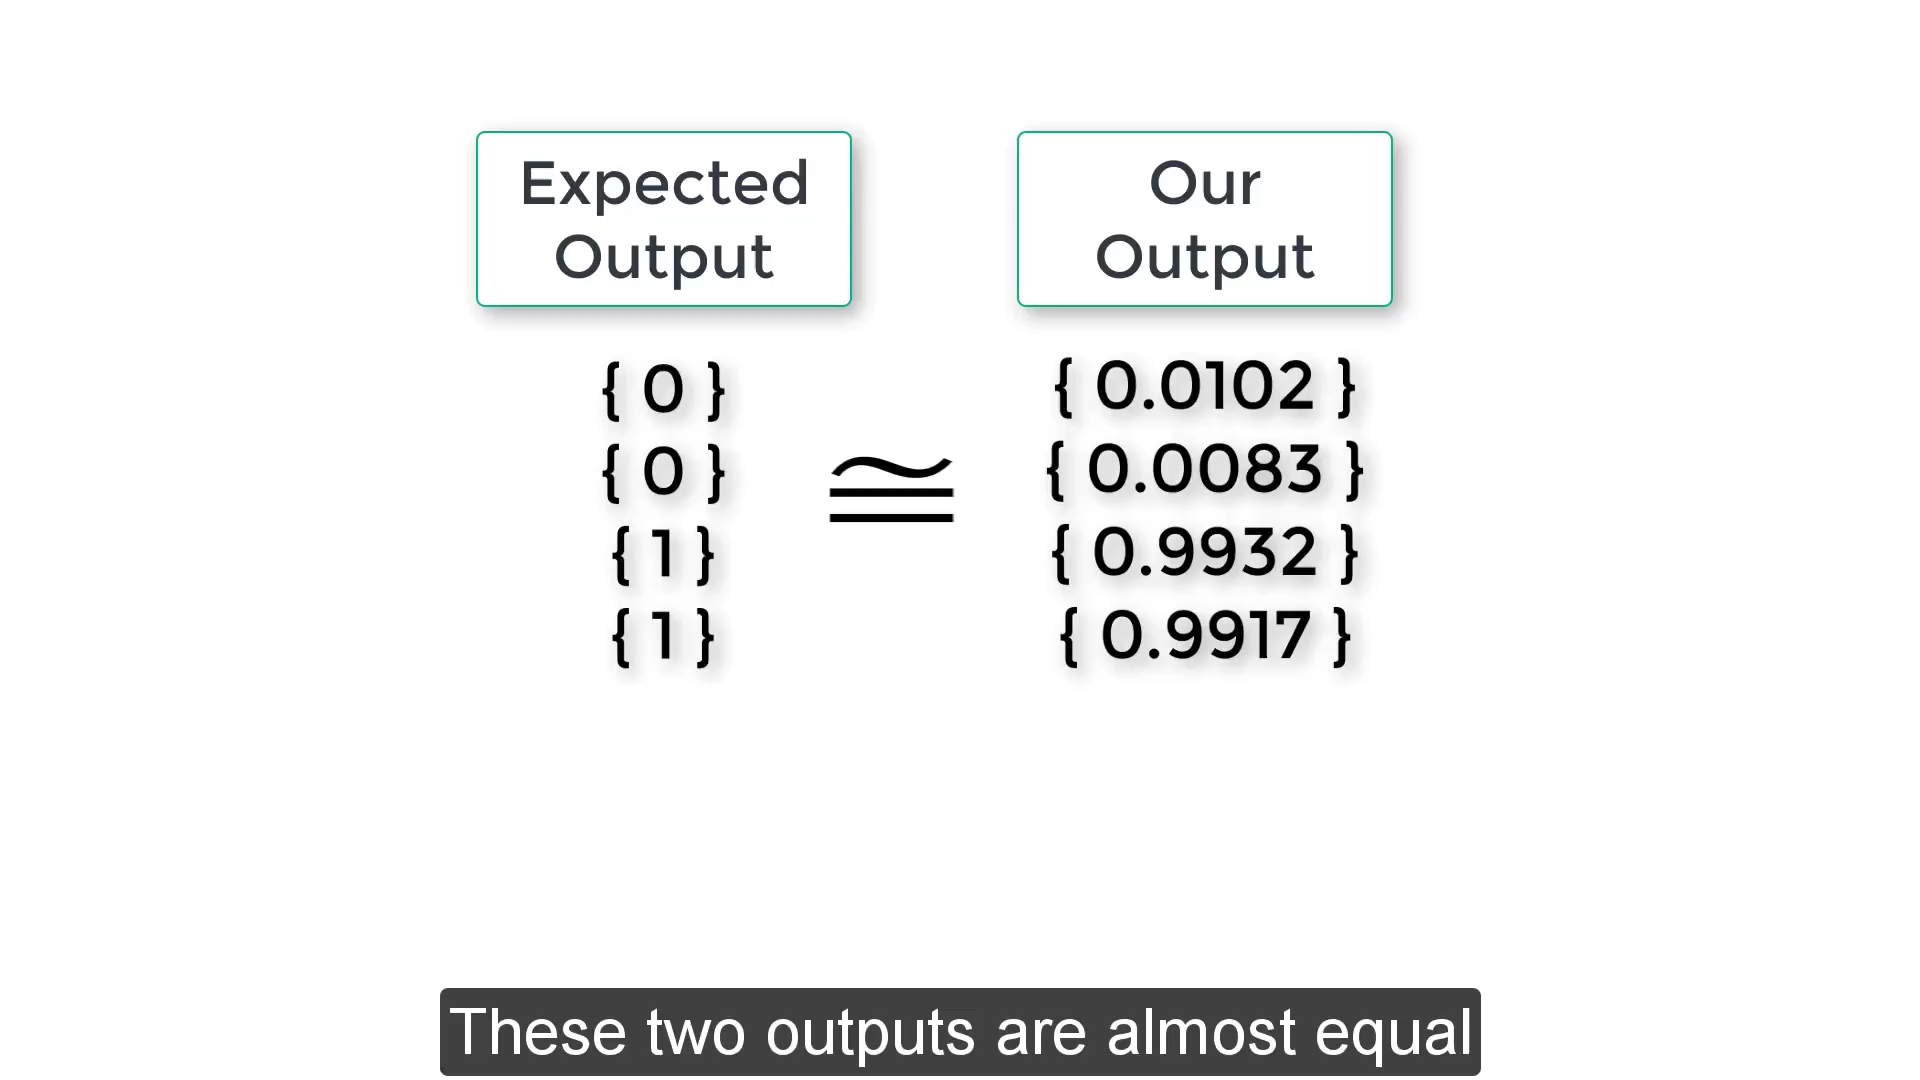 Expected
Output
Our
Output
{ 0 }
{ 0 }
{ 1 }
{ 1 }
≅
{ 0.0102 }
{ 0.0083 }
{ 0.9932 }
{ 0.9917 }
These two outputs are almost equal